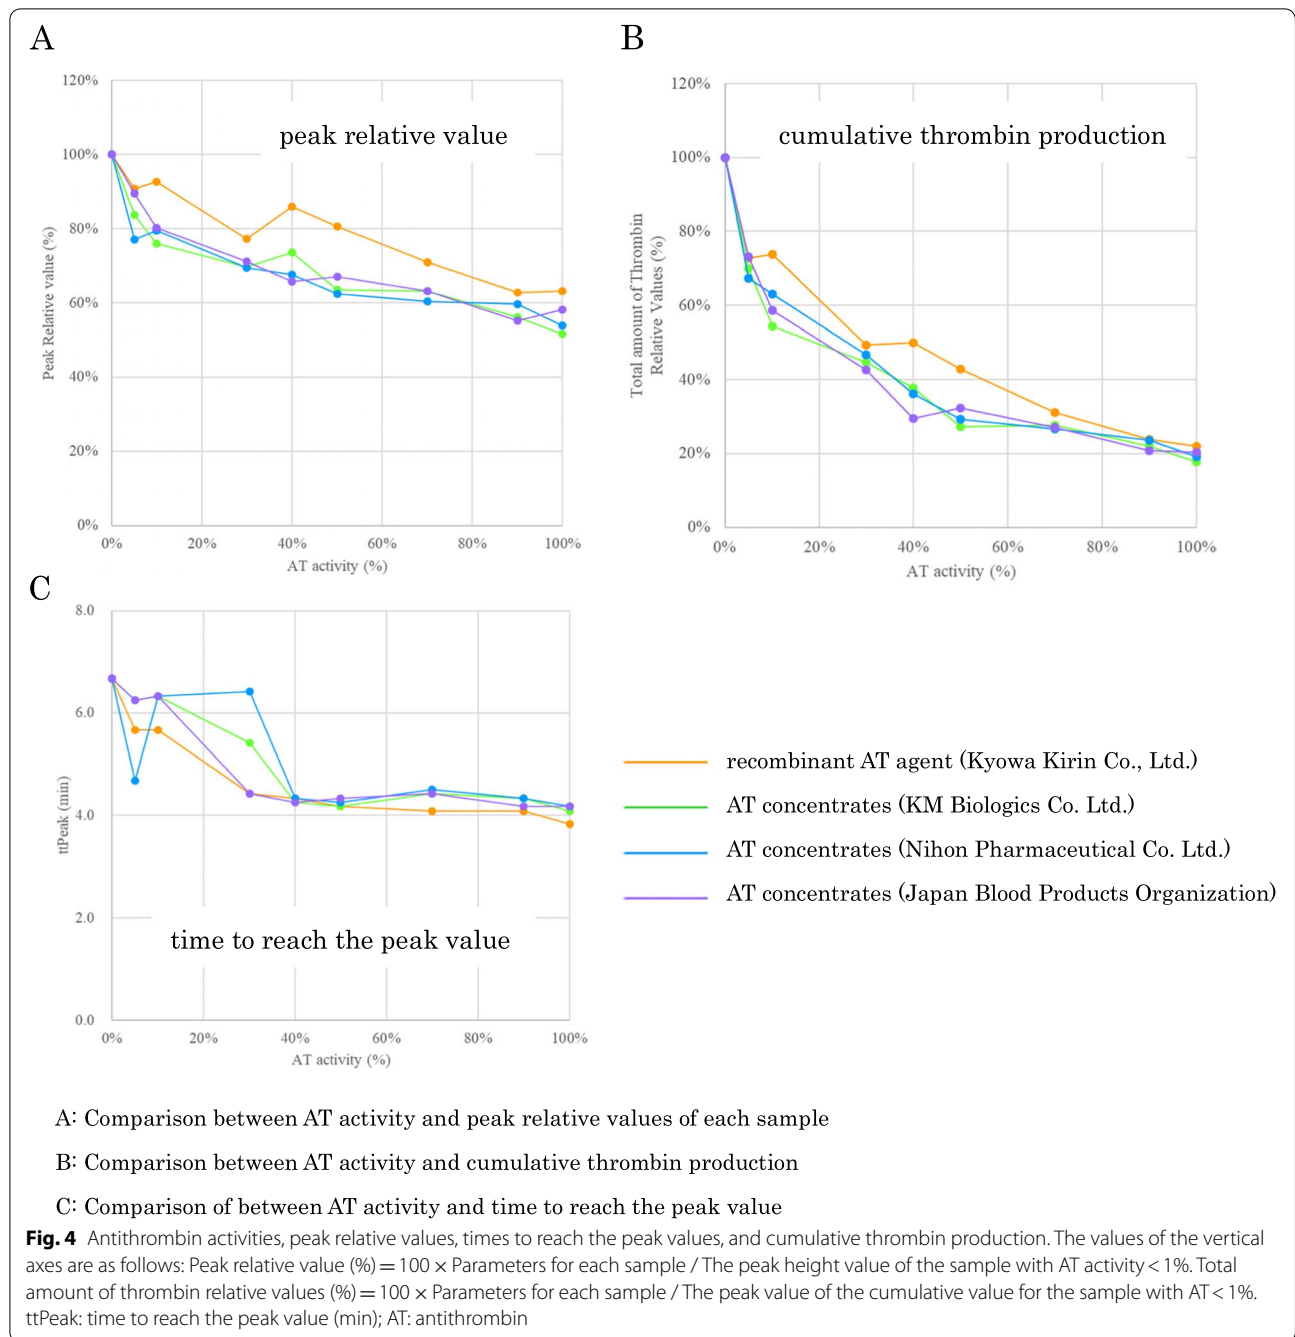 A
120%
100%
80%
60%
40%
20%
0%
Peak Relative value (%)
peak relative value
0% 20% 40% 60% 80% 100%
AT activity (%)
B
120%
100%
80%
60%
40%
20%
0%
Total amount of Thrombin
Relative Values (%)
cumulative thrombin production
0% 20% 40% 60% 80% 100%
AT activity (%)
C
8.0
6.0
4.0
2.0
0.0
ttPeak (min)
time to reach the peak value
0% 20% 40% 60% 80% 100%
AT activity (%)
recombinant AT agent (Kyowa Kirin Co., Ltd.)
AT concentrates (KM Biologics Co. Ltd.)
AT concentrates (Nihon Pharmaceutical Co. Ltd.)
AT concentrates (Japan Blood Products Organization)
A: Comparison between AT activity and peak relative values of each sample
B: Comparison between AT activity and cumulative thrombin production
C: Comparison of between AT activity and time to reach the peak value
Fig. 4 Antithrombin activities, peak relative values, times to reach the peak values, and cumulative thrombin production. The values of the vertical
axes are as follows: Peak relative value (%) = 100 × Parameters for each sample / The peak height value of the sample with AT activity < 1%. Total
amount of thrombin relative values (%) = 100 × Parameters for each sample / The peak value of the cumulative value for the sample with AT < 1%.
ttPeak: time to reach the peak value (min); AT: antithrombin